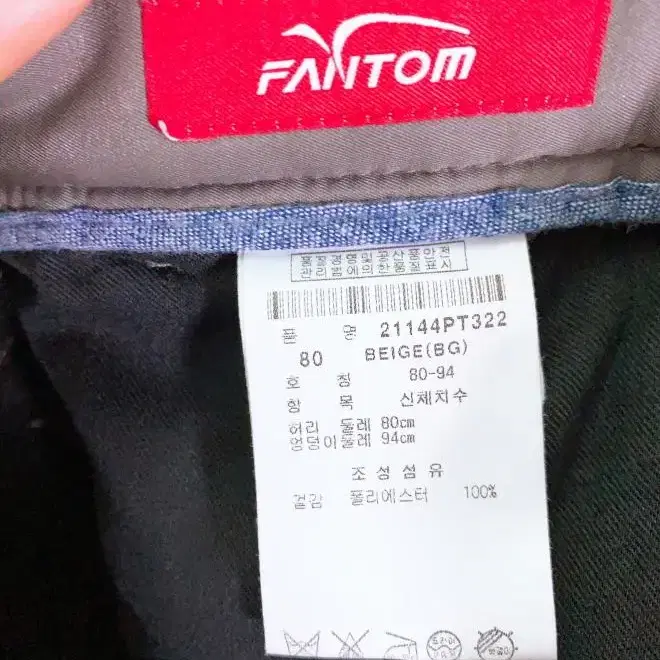 FANTOM
품질경영및공산품안전
관리법에의한품질표시
품 명 21144PT322
80 BEIGE(BG)
호 칭 80-94
항 목 신체치수
허리 둘레 80cm
엉덩이둘레 94cm
조성섬유
겉감 폴리에스터 100%
드라이